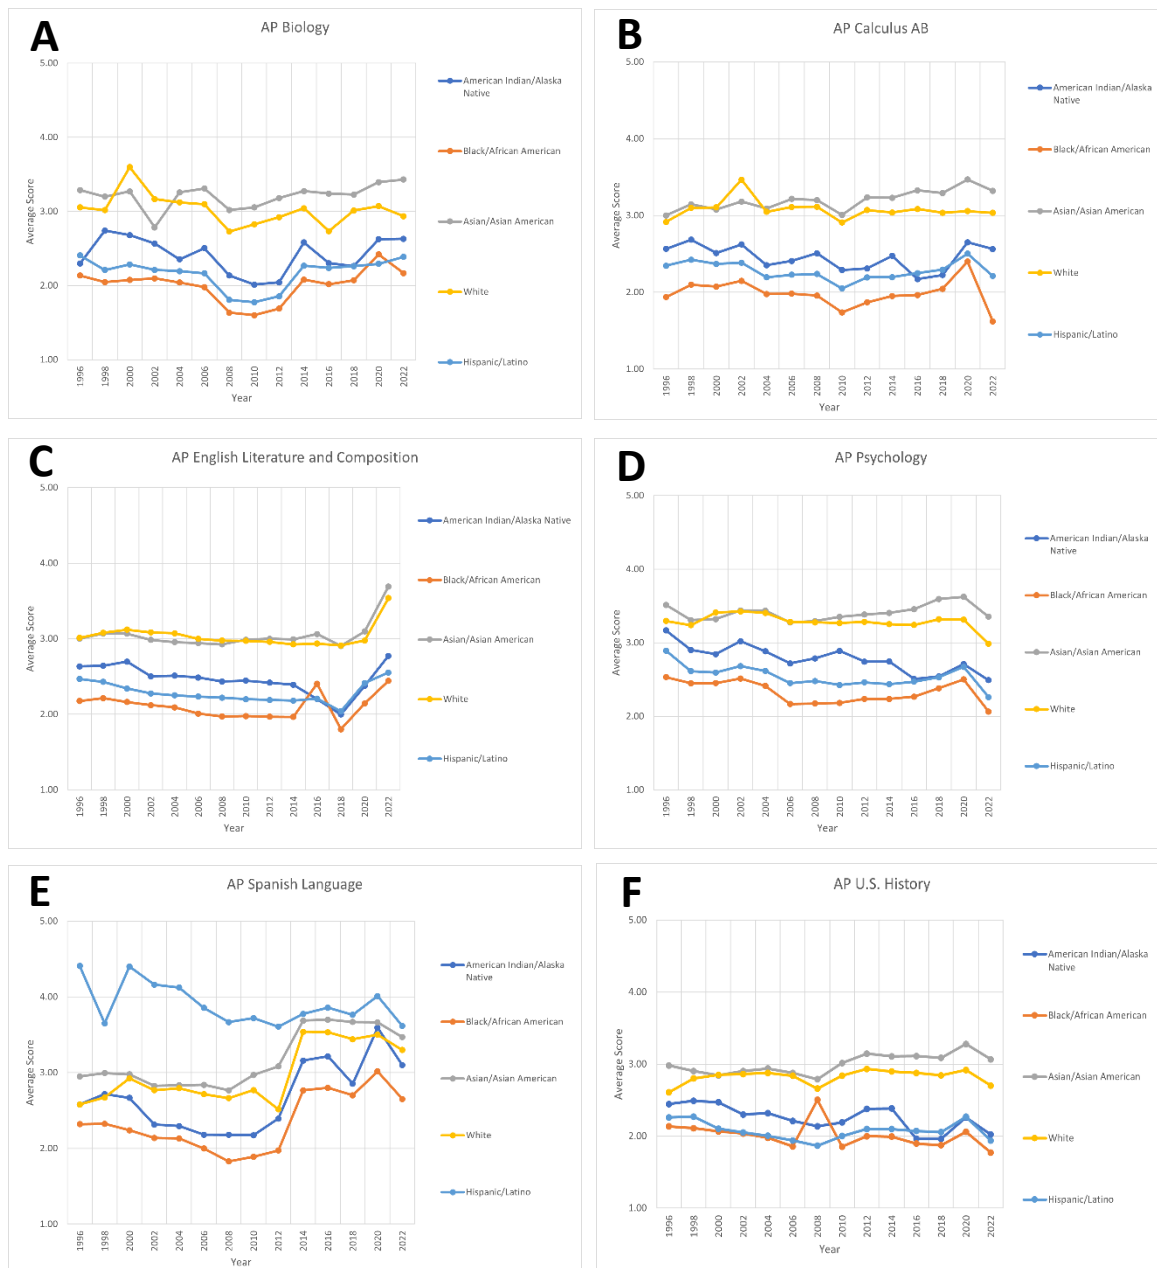 A
AP Biology
5.00
4.00
3.00
2.00
1.00
Average Score
1996
1998
2000
2002
2004
2006
2008
2010
2012
2014
2016
2018
2020
2022
Year
American Indian/Alaska
Native
Black/African American
Asian/Asian American
White
Hispanic/Latino
B
AP Calculus AB
5.00
4.00
3.00
2.00
1.00
Average Score
1996
1998
2000
2002
2004
2006
2008
2010
2012
2014
2016
2018
2020
2022
Year
American Indian/Alaska
Native
Black/African American
Asian/Asian American
White
Hispanic/Latino
C
AP English Literature and Composition
5.00
4.00
3.00
2.00
1.00
Average Score
1996
1998
2000
2002
2004
2006
2008
2010
2012
2014
2016
2018
2020
2022
Year
American Indian/Alaska Native
Black/African American
Asian/Asian American
White
Hispanic/Latino
D
AP Psychology
5.00
4.00
3.00
2.00
1.00
Average Score
1996
1998
2000
2002
2004
2006
2008
2010
2012
2014
2016
2018
2020
2022
Year
American Indian/Alaska
Native
Black/African American
Asian/Asian American
White
Hispanic/Latino
E
AP Spanish Language
5.00
4.00
3.00
2.00
1.00
Average Score
1996
1998
2000
2002
2004
2006
2008
2010
2012
2014
2016
2018
2020
2022
Year
American Indian/Alaska
Native
Black/African American
Asian/Asian American
White
Hispanic/Latino
F
AP U.S. History
5.00
4.00
3.00
2.00
1.00
Average Score
1996
1998
2000
2002
2004
2006
2008
2010
2012
2014
2016
2018
2020
2022
Year
American Indian/Alaska
Native
Black/African American
Asian/Asian American
White
Hispanic/Latino